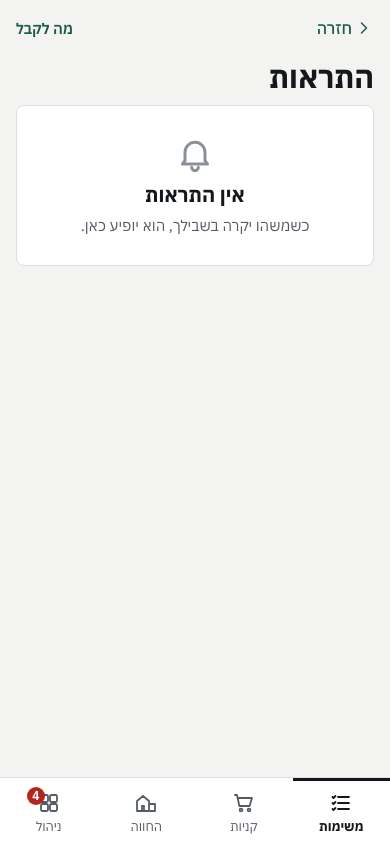 חזרה
מה לקבל
התראות
אין התראות
כשמשהו יקרה בשבילך, הוא יופיע כאן.
משימות
קניות
החווה
ניהול
4